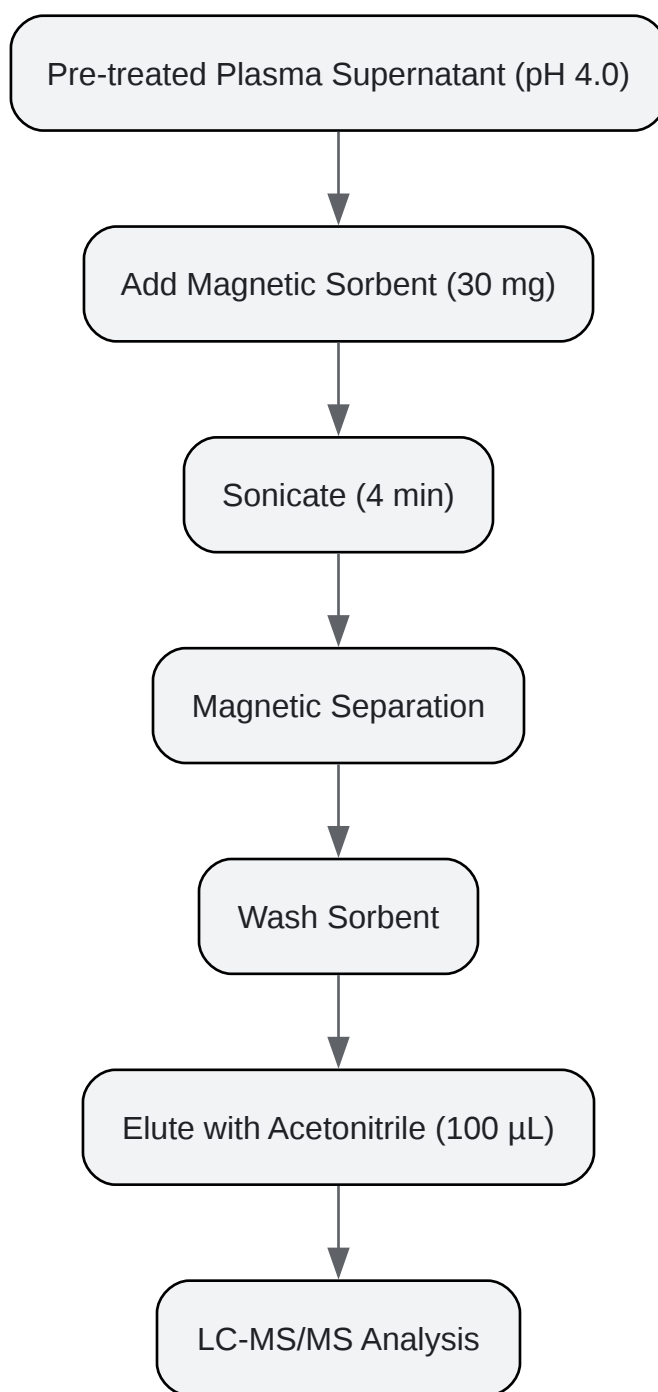 Pre-treated Plasma Supernatant (pH 4.0)
Add Magnetic Sorbent (30 mg)
Sonicate (4 min)
Magnetic Separation
Wash Sorbent
Elute with Acetonitrile (100 µL)
LC-MS/MS Analysis